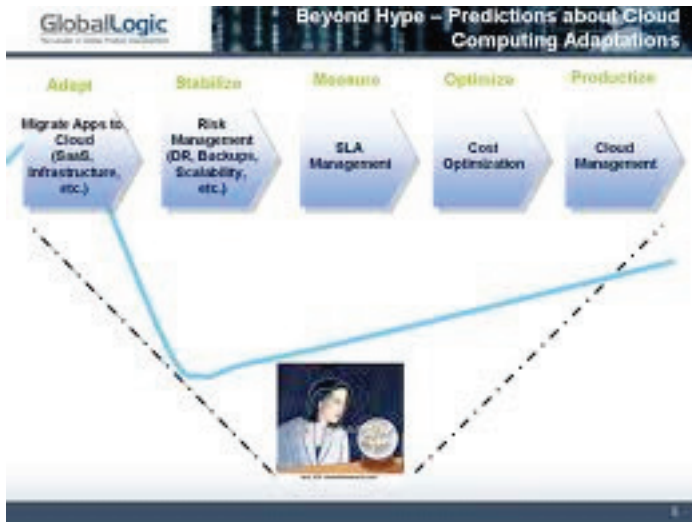 GlobalLogic
Beyond Hype – Predictions about Cloud
Computing Adaptations
Adapt
Stabilize
Measure
Optimize
Productize
Migrate Apps to
Cloud
(SaaS,
Infrastructure,
etc.)
Risk
Management
(DR, Backups,
Scalability,
etc.)
SLA
Management
Cost
Optimization
Cloud
Management